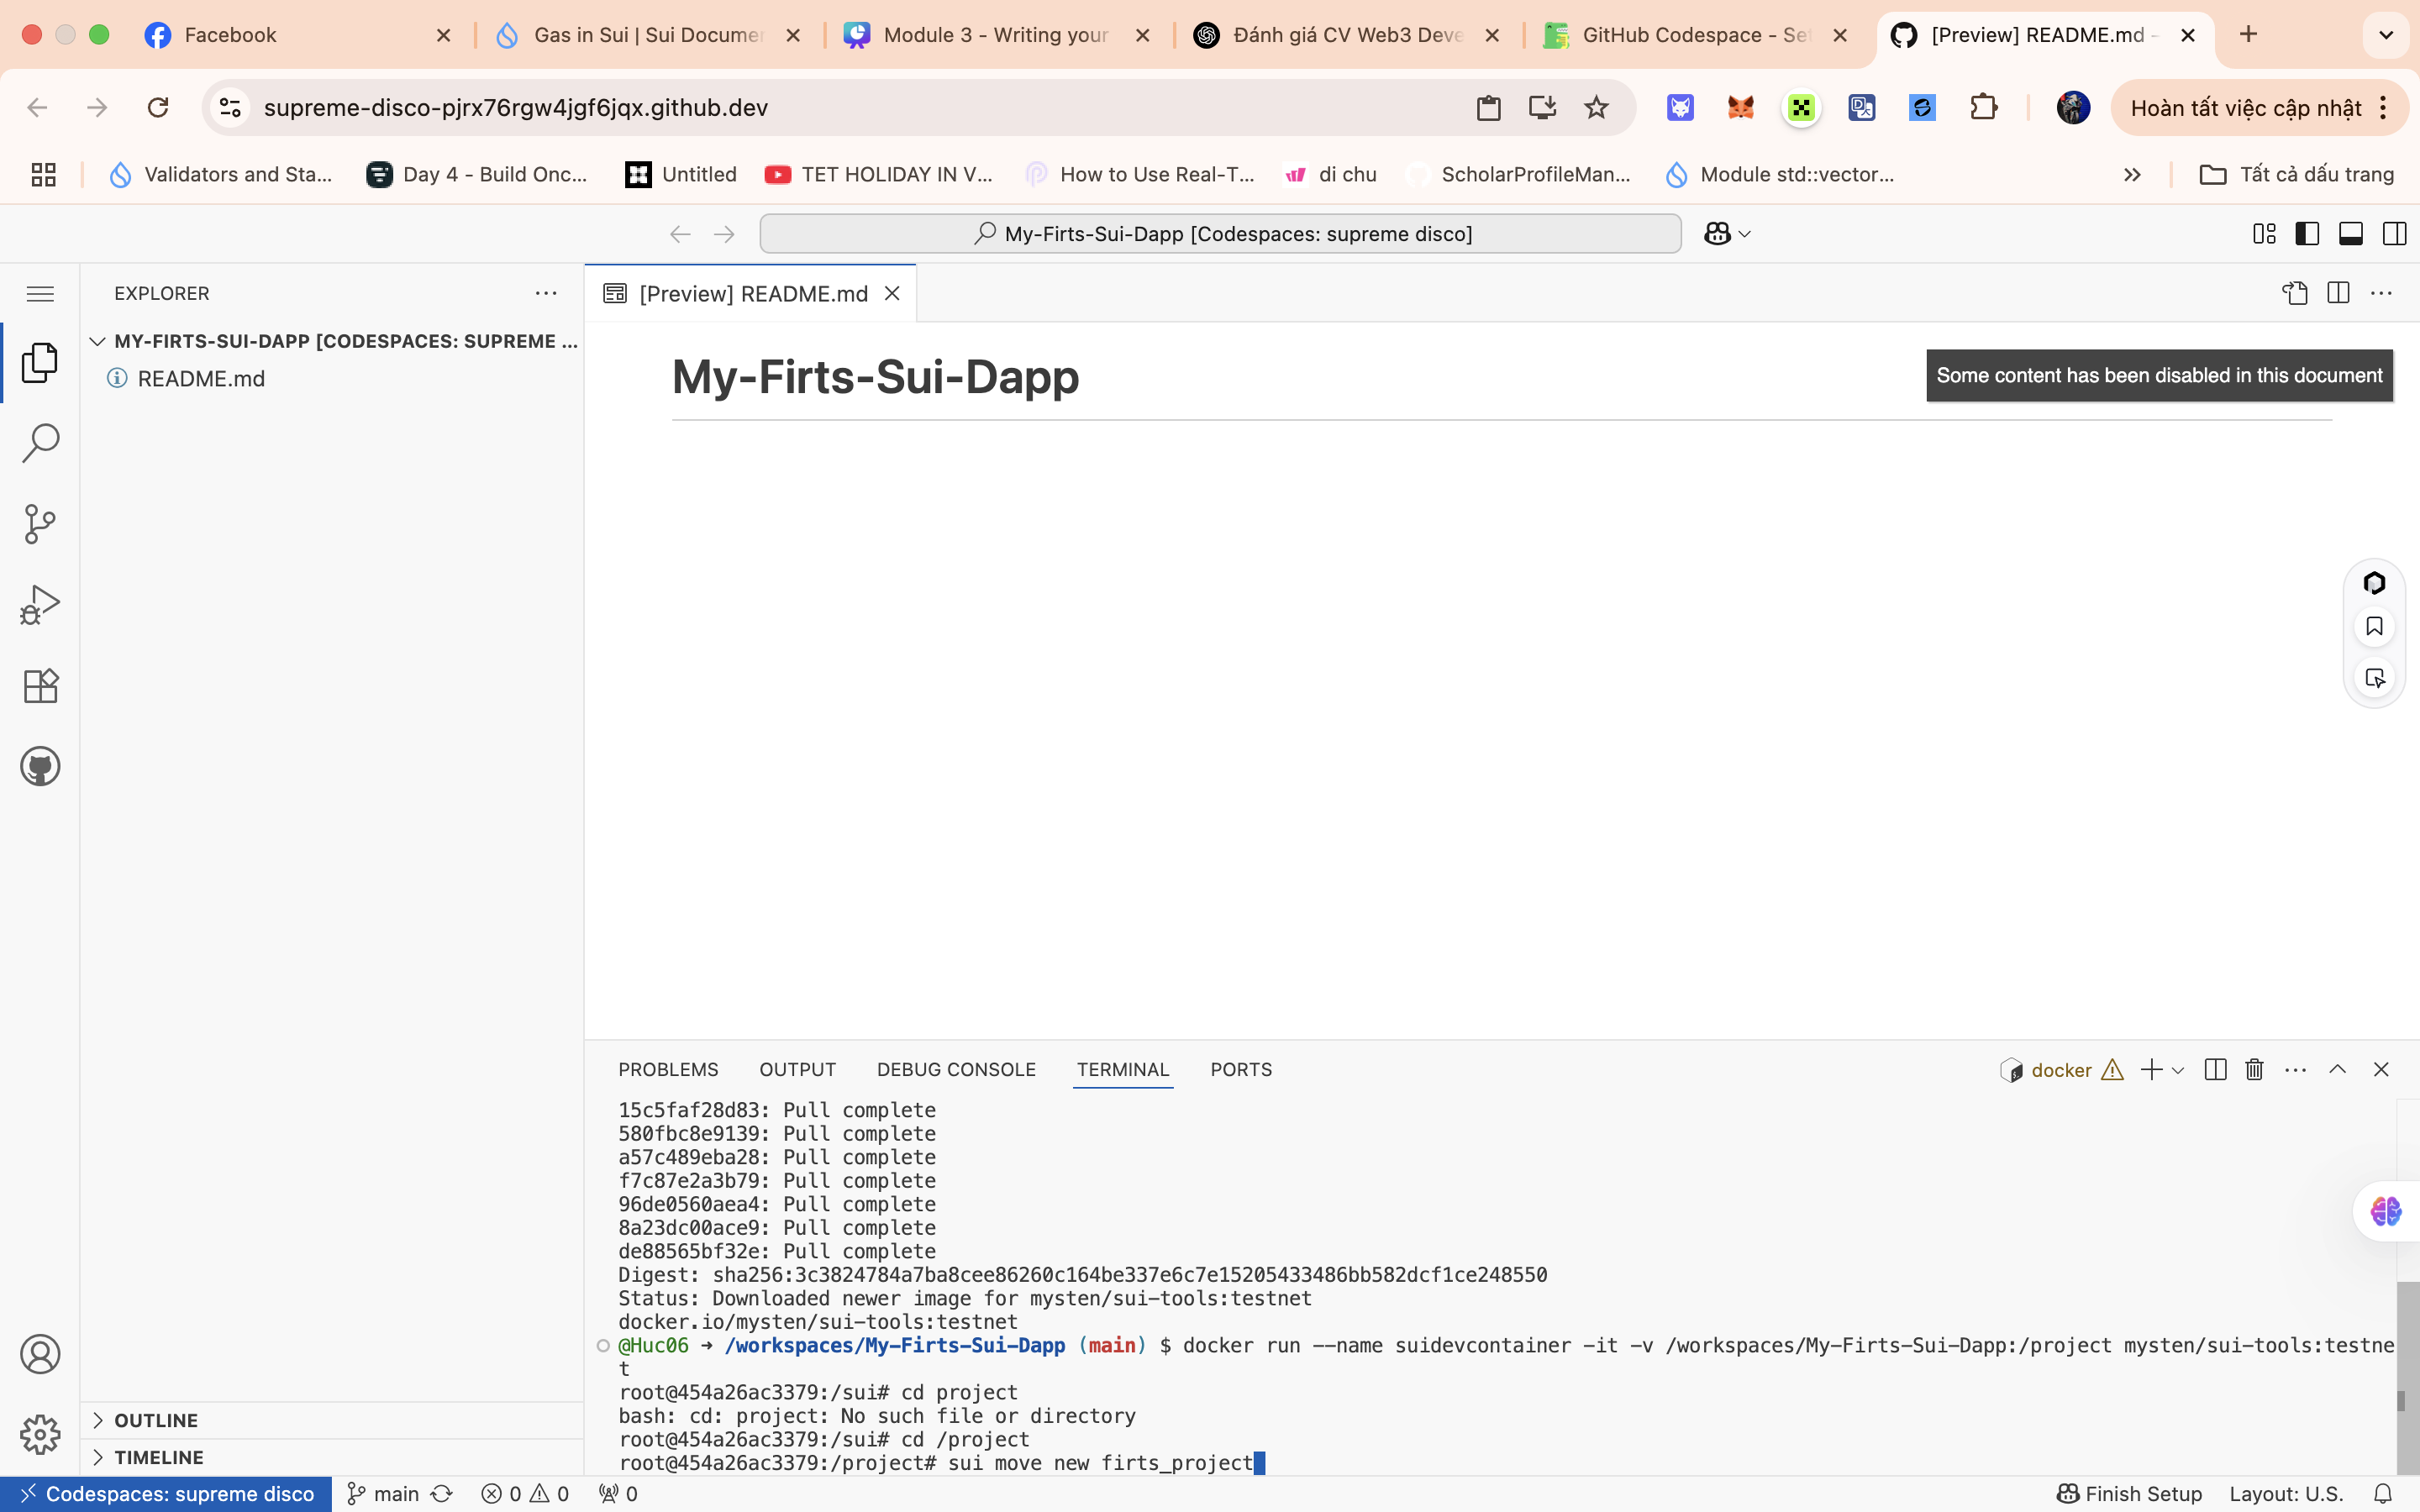 Facebook
Gas in Sui | Sui Documen
Module 3 - Writing your
Đánh giá CV Web3 Deve
GitHub Codespace - Set
[Preview] README.md -
supreme-disco-pjrx76rgw4jgf6jqx.github.dev
Hoàn tất việc cập nhật
Validators and Sta...
Day 4 - Build Onc...
Untitled
TET HOLIDAY IN V...
How to Use Real-T...
di chu
ScholarProfileMan...
Module std::vector...
Tất cả dấu trang
My-Firts-Sui-Dapp [Codespaces: supreme disco]
EXPLORER
MY-FIRTS-SUI-DAPP [CODESPACES: SUPREME ...
README.md
[Preview] README.md
My-Firts-Sui-Dapp
Some content has been disabled in this document
PROBLEMS
OUTPUT
DEBUG CONSOLE
TERMINAL
PORTS
docker
15c5faf28d83: Pull complete
580fbc8e9139: Pull complete
a57c489eba28: Pull complete
f7c87e2a3b79: Pull complete
96de0560aea4: Pull complete
8a23dc00ace9: Pull complete
de88565bf32e: Pull complete
Digest: sha256:3c3824784a7ba8cee86260c164be337e6c7e15205433486bb582dcf1ce248550
Status: Downloaded newer image for mysten/sui-tools:testnet
docker.io/mysten/sui-tools:testnet
@Huc06 ➜ /workspaces/My-Firts-Sui-Dapp (main) $ docker run --name suidevcontainer -it -v /workspaces/My-Firts-Sui-Dapp:/project mysten/sui-tools:testne
t
root@454a26ac3379:/sui# cd project
bash: cd: project: No such file or directory
root@454a26ac3379:/sui# cd /project
root@454a26ac3379:/project# sui move new firts_project
OUTLINE
TIMELINE
Codespaces: supreme disco
main
0
0
0
Finish Setup
Layout: U.S.